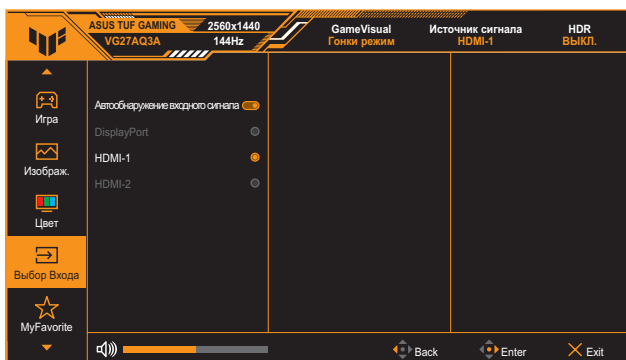 ASUS TUF GAMING 2560x1440
VG27AQ3A 144Hz
GameVisual
Гонки режим
Источник сигнала
HDMI-1
HDR
ВЫКЛ.
Игра
Изображ.
Цвет
Выбор Входа
MyFavorite
Автообнаружение входного сигнала
DisplayPort
HDMI-1
HDMI-2
Back
Enter
Exit